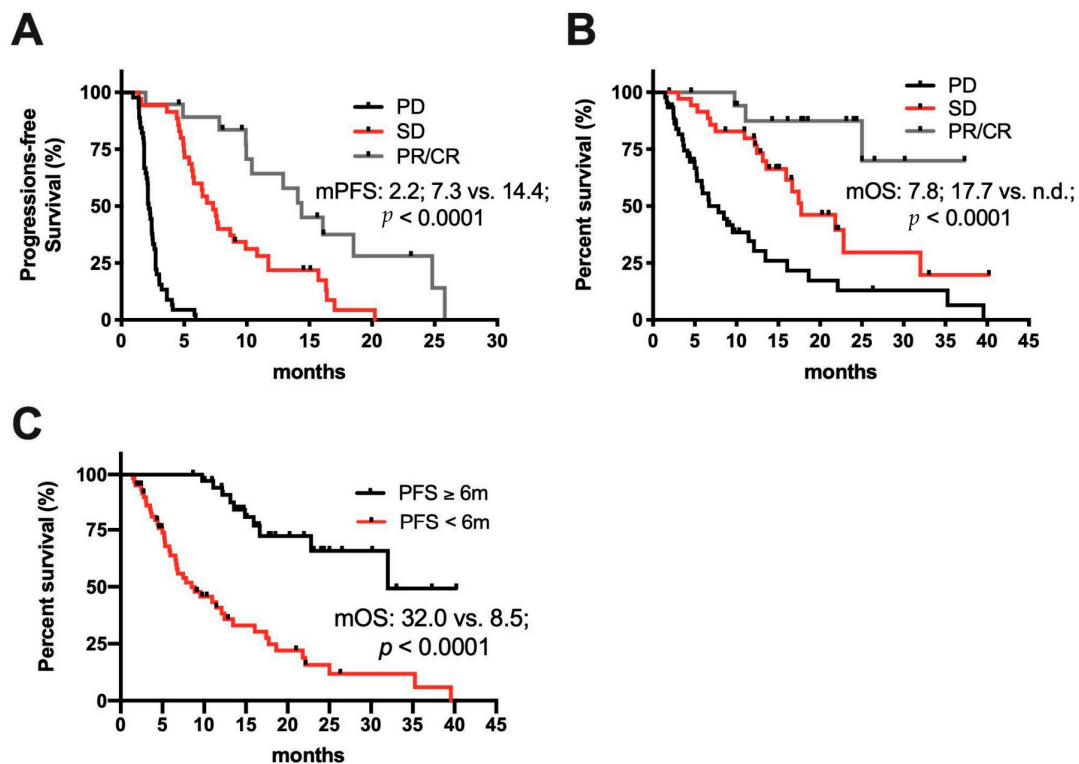 A
Progressions-free
Survival (%)
100
75
50
25
0
0 5 10 15 20 25 30
months
PD
SD
PR/CR
mPFS: 2.2; 7.3 vs. 14.4;
p < 0.0001
B
Percent survival (%)
100
75
50
25
0
0 5 10 15 20 25 30 35 40 45
months
PD
SD
PR/CR
mOS: 7.8; 17.7 vs. n.d.;
p < 0.0001
C
Percent survival (%)
100
75
50
25
0
0 5 10 15 20 25 30 35 40 45
months
PFS ≥ 6m
PFS < 6m
mOS: 32.0 vs. 8.5;
p < 0.0001